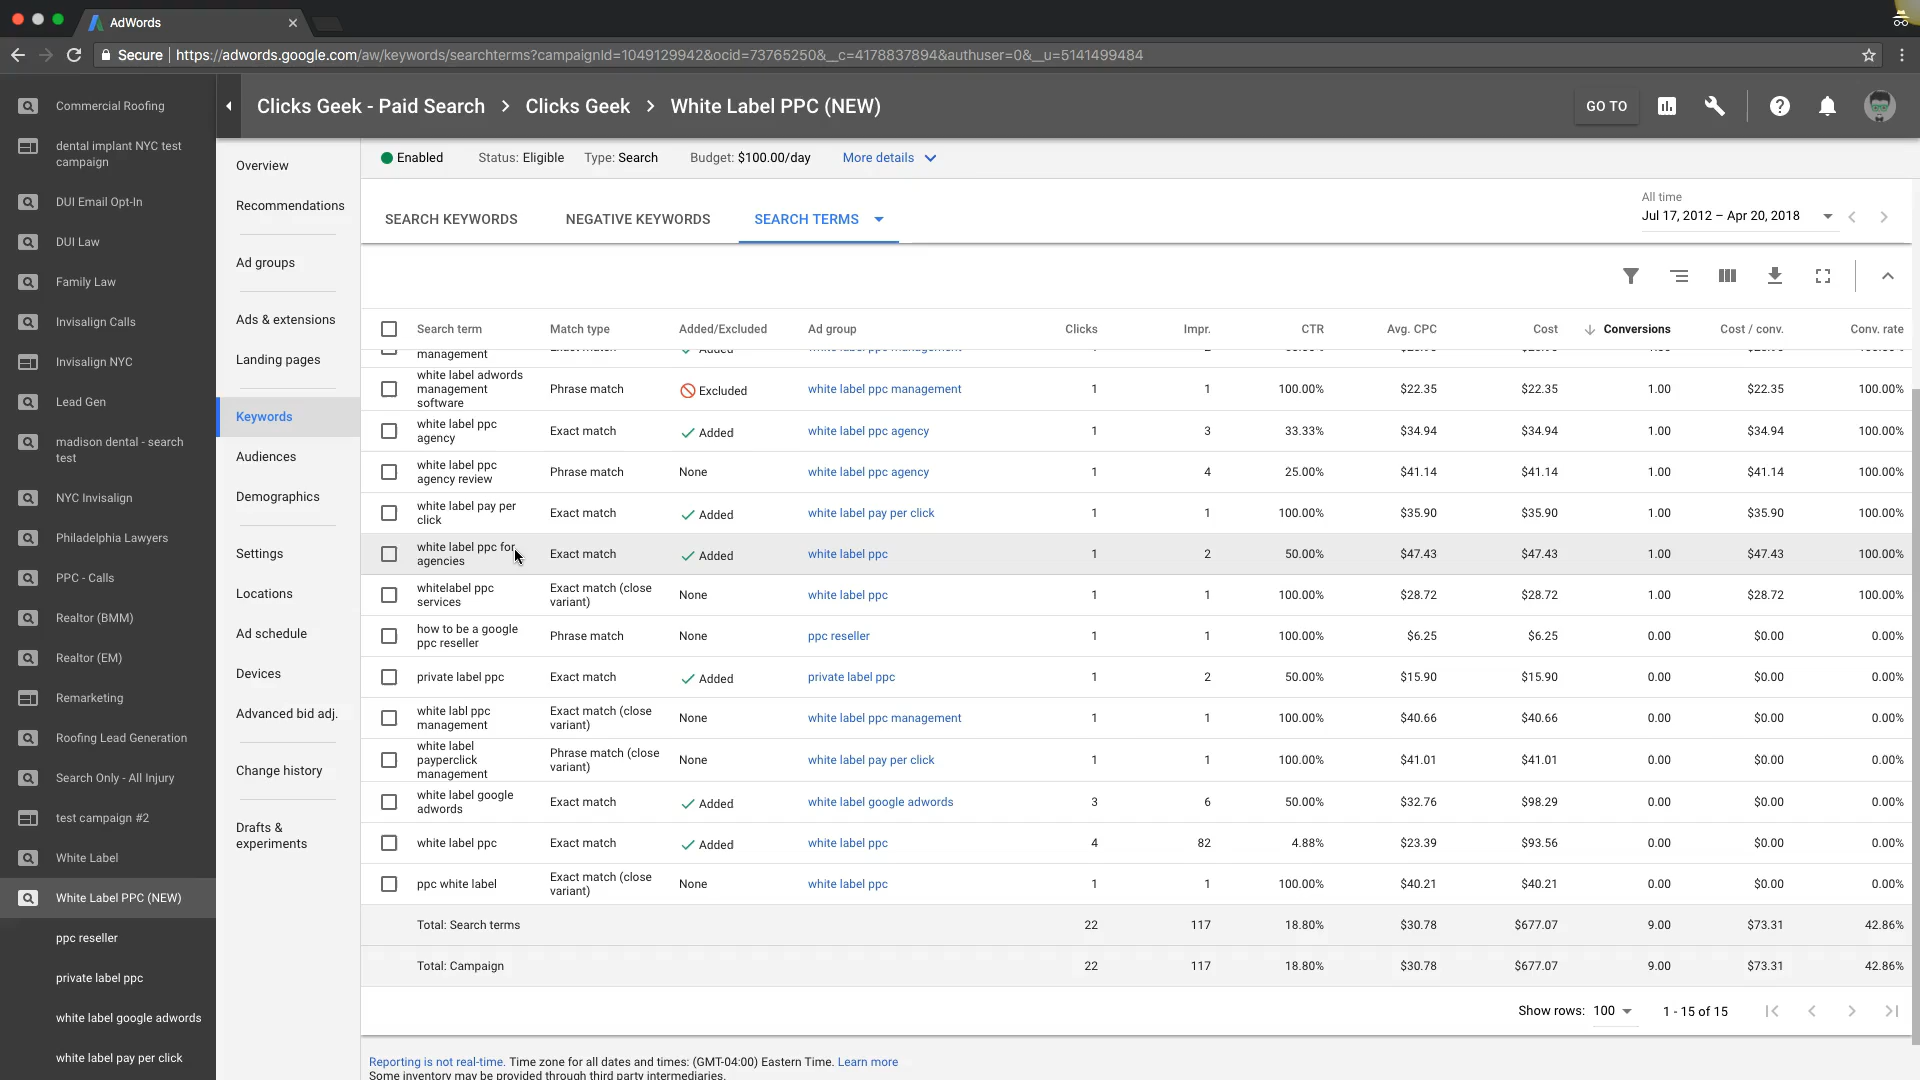 AdWords
Secure | https://adwords.google.com/aw/keywords/searchterms?campaignId=1049129942&ocid=73765250&__c=4178837894&authuser=0&__u=5141499484
Commercial Roofing
dental implant NYC test
campaign
DUI Email Opt-In
DUI Law
Family Law
Invisalign Calls
Invisalign NYC
Lead Gen
madison dental - search
test
NYC Invisalign
Philadelphia Lawyers
PPC - Calls
Realtor (BMM)
Realtor (EM)
Remarketing
Roofing Lead Generation
Search Only - All Injury
test campaign #2
White Label
White Label PPC (NEW)
ppc reseller
private label ppc
white label google adwords
white label pay per click
Clicks Geek - Paid Search > Clicks Geek > White Label PPC (NEW)
GO TO
Overview
Recommendations
Ad groups
Ads & extensions
Landing pages
Keywords
Audiences
Demographics
Settings
Locations
Ad schedule
Devices
Advanced bid adj.
Change history
Drafts &
experiments
Enabled Status: Eligible Type: Search Budget: $100.00/day More details
SEARCH KEYWORDS NEGATIVE KEYWORDS SEARCH TERMS
All time
Jul 17, 2012 – Apr 20, 2018
Search term Match type Added/Excluded Ad group Clicks Impr. CTR Avg. CPC Cost Conversions Cost / conv. Conv. rate
management
white label adwords
management
software
Phrase match Excluded white label ppc management 1 1 100.00% $22.35 $22.35 1.00 $22.35 100.00%
white label ppc
agency
Exact match Added white label ppc agency 1 3 33.33% $34.94 $34.94 1.00 $34.94 100.00%
white label ppc
agency review
Phrase match None white label ppc agency 1 4 25.00% $41.14 $41.14 1.00 $41.14 100.00%
white label pay per
click
Exact match Added white label pay per click 1 1 100.00% $35.90 $35.90 1.00 $35.90 100.00%
white label ppc for
agencies
Exact match Added white label ppc 1 2 50.00% $47.43 $47.43 1.00 $47.43 100.00%
whitelabel ppc
services
Exact match (close
variant)
None white label ppc 1 1 100.00% $28.72 $28.72 1.00 $28.72 100.00%
how to be a google
ppc reseller
Phrase match None ppc reseller 1 1 100.00% $6.25 $6.25 0.00 $0.00 0.00%
private label ppc Exact match Added private label ppc 1 2 50.00% $15.90 $15.90 0.00 $0.00 0.00%
white labl ppc
management
Exact match (close
variant)
None white label ppc management 1 1 100.00% $40.66 $40.66 0.00 $0.00 0.00%
white label
payperclick
management
Phrase match (close
variant)
None white label pay per click 1 1 100.00% $41.01 $41.01 0.00 $0.00 0.00%
white label google
adwords
Exact match Added white label google adwords 3 6 50.00% $32.76 $98.29 0.00 $0.00 0.00%
white label ppc Exact match Added white label ppc 4 82 4.88% $23.39 $93.56 0.00 $0.00 0.00%
ppc white label Exact match (close
variant)
None white label ppc 1 1 100.00% $40.21 $40.21 0.00 $0.00 0.00%
Total: Search terms 22 117 18.80% $30.78 $677.07 9.00 $73.31 42.86%
Total: Campaign 22 117 18.80% $30.78 $677.07 9.00 $73.31 42.86%
Show rows: 100 1 - 15 of 15
Reporting is not real-time. Time zone for all dates and times: (GMT-04:00) Eastern Time. Learn more
Some inventory may be provided through third party intermediaries.